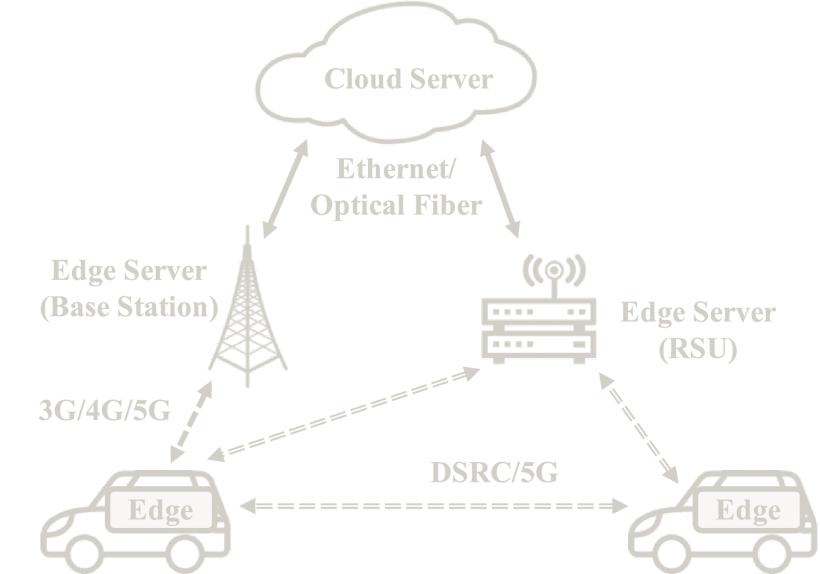 Cloud Server
Ethernet/
Optical Fiber
Edge Server
(Base Station)
Edge Server
(RSU)
3G/4G/5G
DSRC/5G
Edge
Edge